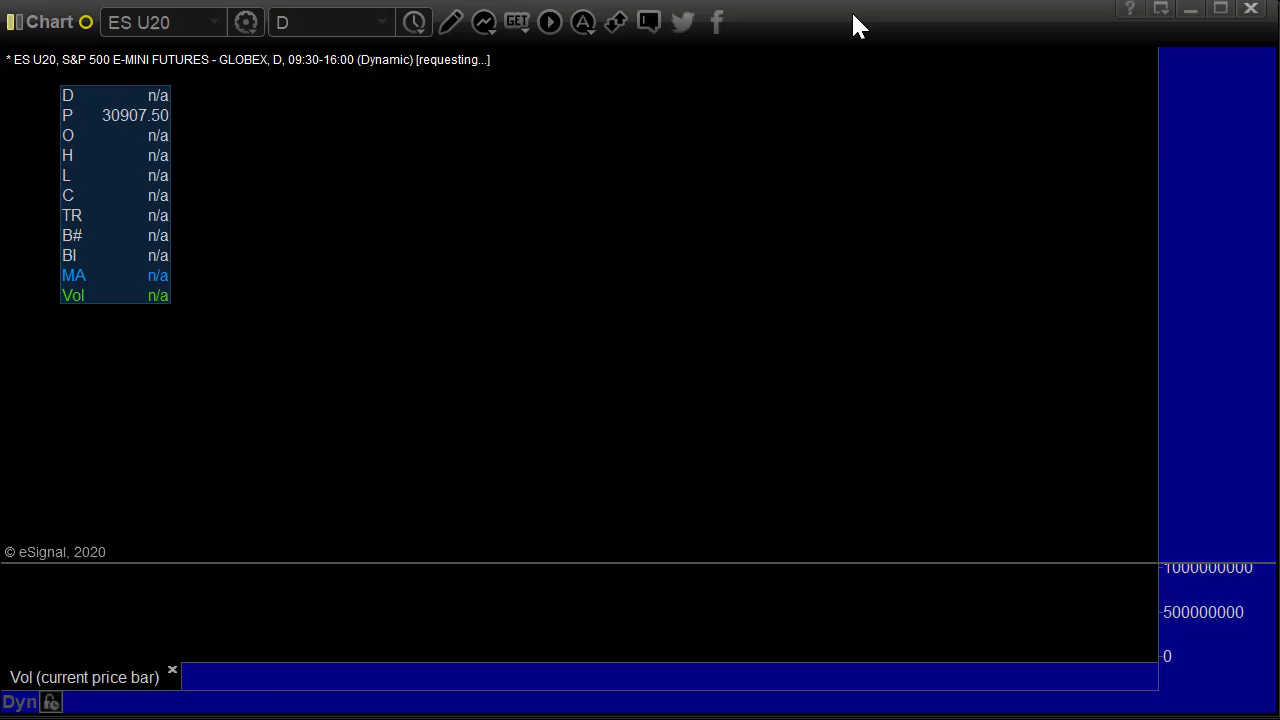 Chart ES U20 D GET A ?
* ES U20, S&P 500 E-MINI FUTURES - GLOBEX, D, 09:30-16:00 (Dynamic) [requesting...]
D n/a
P 30907.50
O n/a
H n/a
L n/a
C n/a
TR n/a
B# n/a
BI n/a
MA n/a
Vol n/a
© eSignal, 2020
1000000000
500000000
0
Vol (current price bar)
Dyn